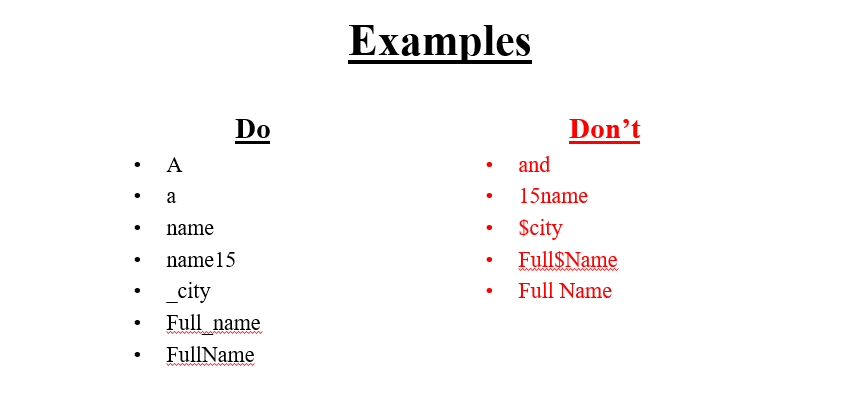 Examples
Do
• A
• a
• name
• name15
• _city
• Full_name
• FullName
Don’t
• and
• 15name
• $city
• Full$Name
• Full Name